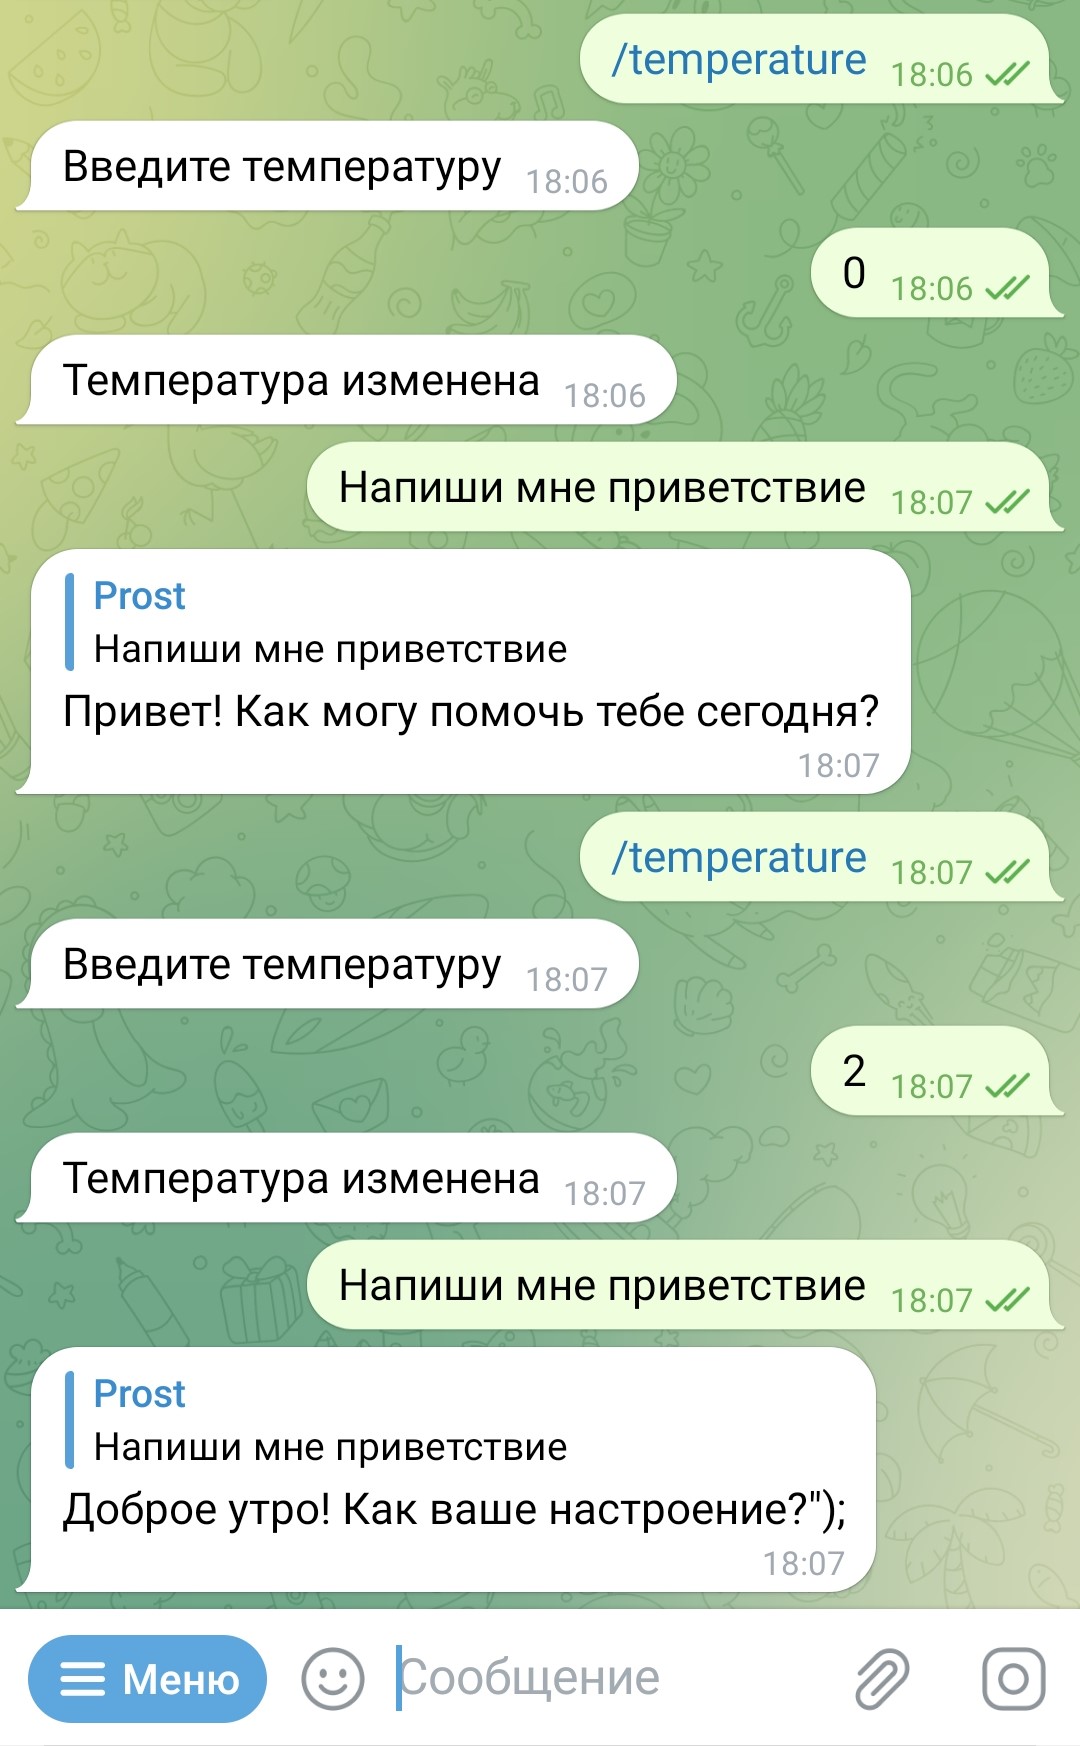 /temperature 18:06
Введите температуру 18:06
0 18:06
Температура изменена 18:06
Напиши мне приветствие 18:07
Prost
Напиши мне приветствие
Привет! Как могу помочь тебе сегодня?
18:07
/temperature 18:07
Введите температуру 18:07
2 18:07
Температура изменена 18:07
Напиши мне приветствие 18:07
Prost
Напиши мне приветствие
Доброе утро! Как ваше настроение?");
18:07
Меню Сообщение